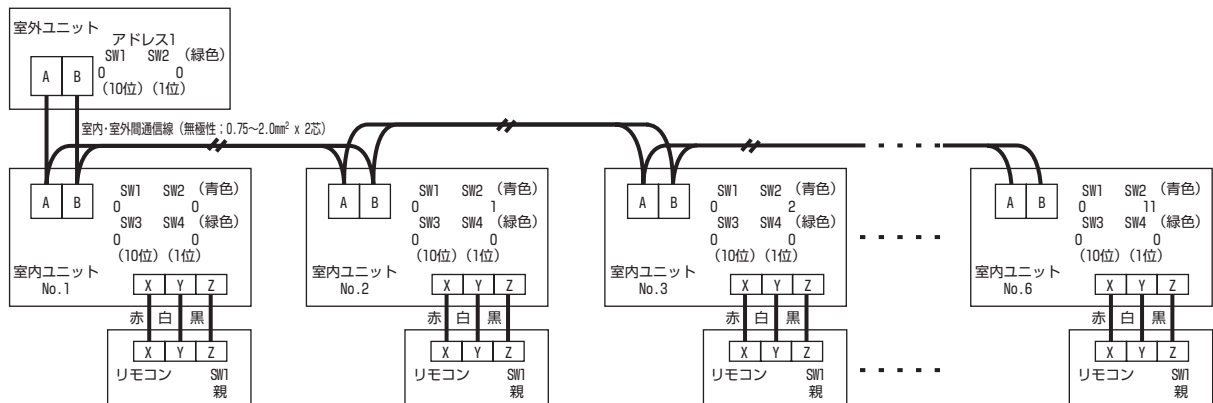 室外ユニット
アドレス1
SW1 SW2 (緑色)
0 0
(10位) (1位)
A B
室内・室外間通信線 (無極性；0.75〜2.0mm² x 2芯)
A B
SW1 SW2 (青色)
0 0
SW3 SW4 (緑色)
0 0
(10位) (1位)
室内ユニット
No.1
X Y Z
赤 白 黒
X Y Z
リモコン SW1
親
A B
SW1 SW2 (青色)
0 1
SW3 SW4 (緑色)
0 0
(10位) (1位)
室内ユニット
No.2
X Y Z
赤 白 黒
X Y Z
リモコン SW1
親
A B
SW1 SW2 (青色)
0 2
SW3 SW4 (緑色)
0 0
(10位) (1位)
室内ユニット
No.3
X Y Z
赤 白 黒
X Y Z
リモコン SW1
親
A B
SW1 SW2 (青色)
0 11
SW3 SW4 (緑色)
0 0
(10位) (1位)
室内ユニット
No.6
X Y Z
赤 白 黒
X Y Z
リモコン SW1
親